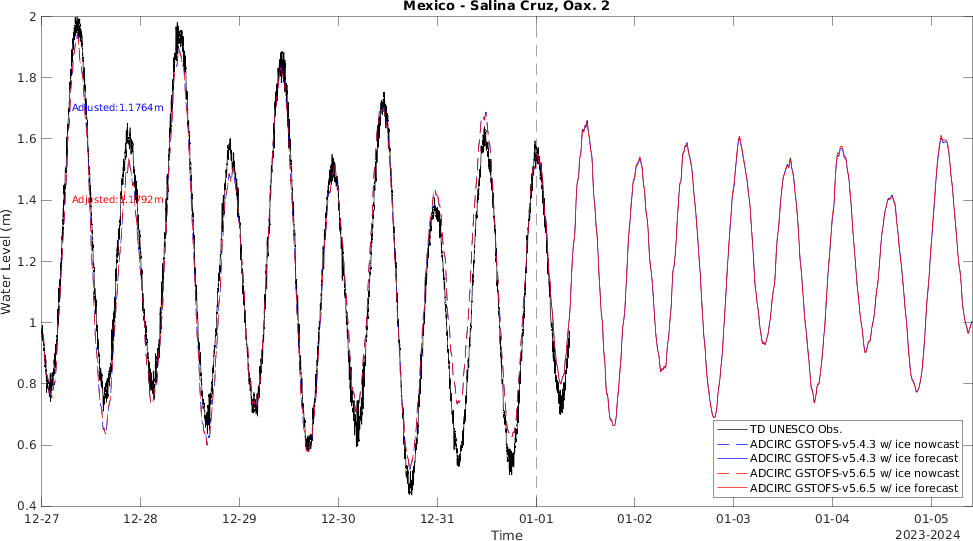 Mexico - Salina Cruz, Oax. 2
Water Level (m)
2
1.8
1.6
1.4
1.2
1
0.8
0.6
0.4
Adjusted:1.1764m
Adjusted:1.1792m
TD UNESCO Obs.
ADCIRC GSTOFS-v5.4.3 w/ ice nowcast
ADCIRC GSTOFS-v5.4.3 w/ ice forecast
ADCIRC GSTOFS-v5.6.5 w/ ice nowcast
ADCIRC GSTOFS-v5.6.5 w/ ice forecast
12-27 12-28 12-29 12-30 12-31 01-01 01-02 01-03 01-04 01-05
Time
2023-2024